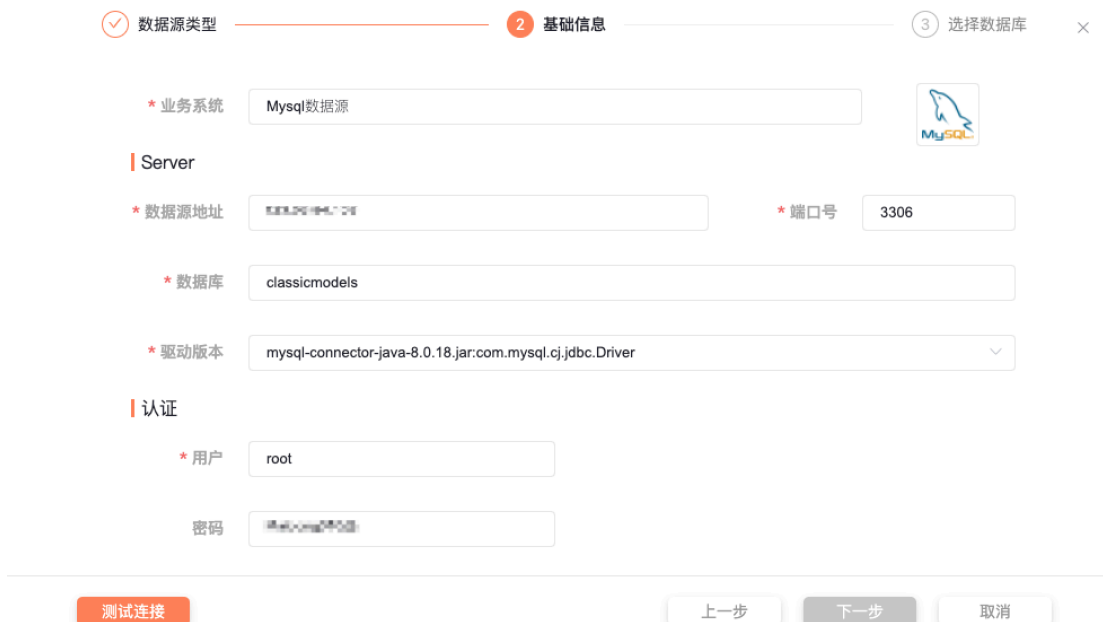 数据源类型 2 基础信息 3 选择数据库
* 业务系统 Mysql数据源
MySQL
Server
* 数据源地址 * 端口号 3306
* 数据库 classicmodels
* 驱动版本 mysql-connector-java-8.0.18.jar:com.mysql.cj.jdbc.Driver
认证
* 用户 root
密码
测试连接 上一步 下一步 取消